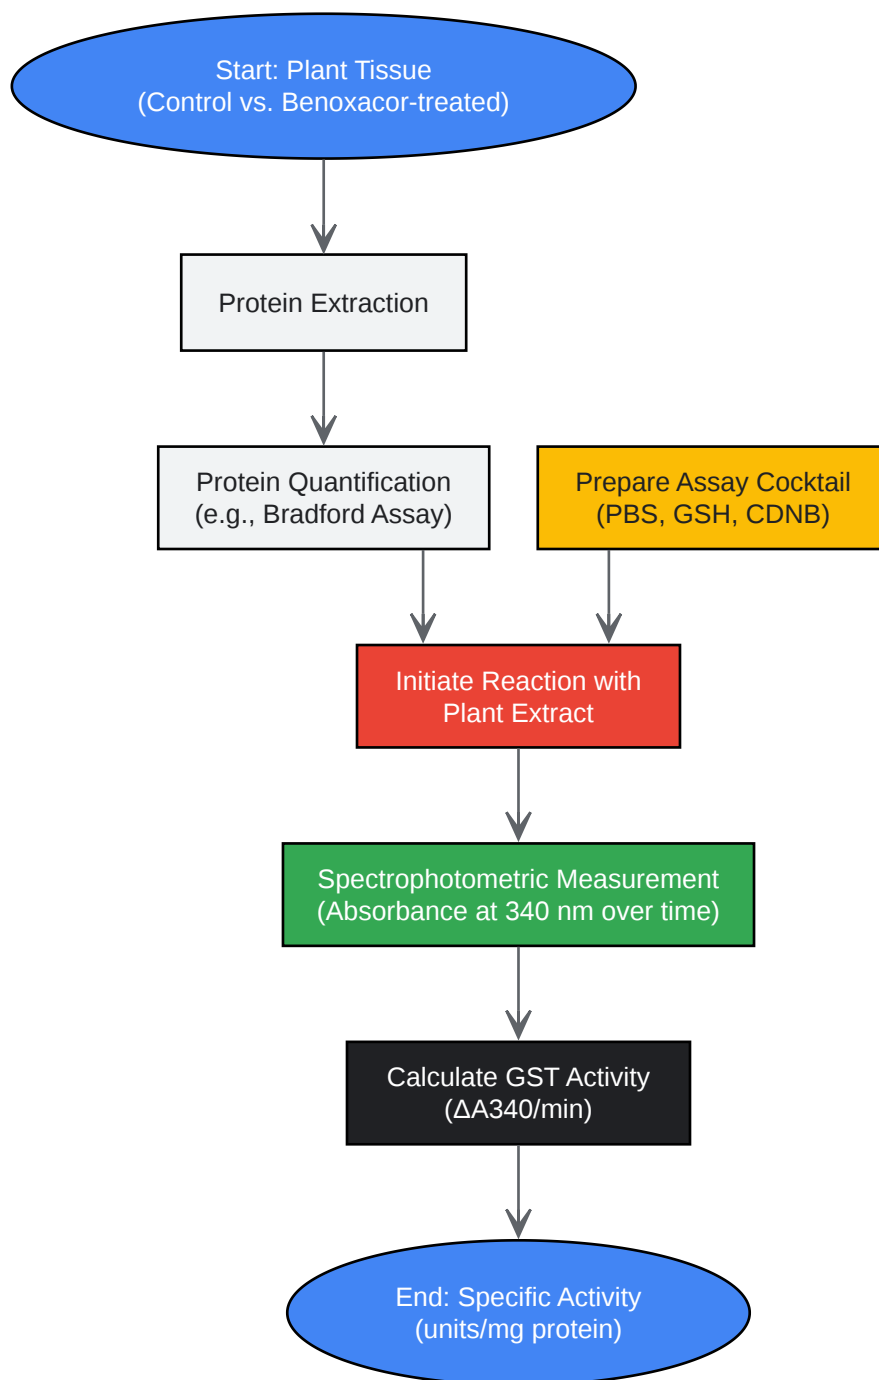 Start: Plant Tissue
(Control vs. Benoxacor-treated)
Protein Extraction
Protein Quantification
(e.g., Bradford Assay)
Prepare Assay Cocktail
(PBS, GSH, CDNB)
Initiate Reaction with
Plant Extract
Spectrophotometric Measurement
(Absorbance at 340 nm over time)
Calculate GST Activity
(ΔA340/min)
End: Specific Activity
(units/mg protein)